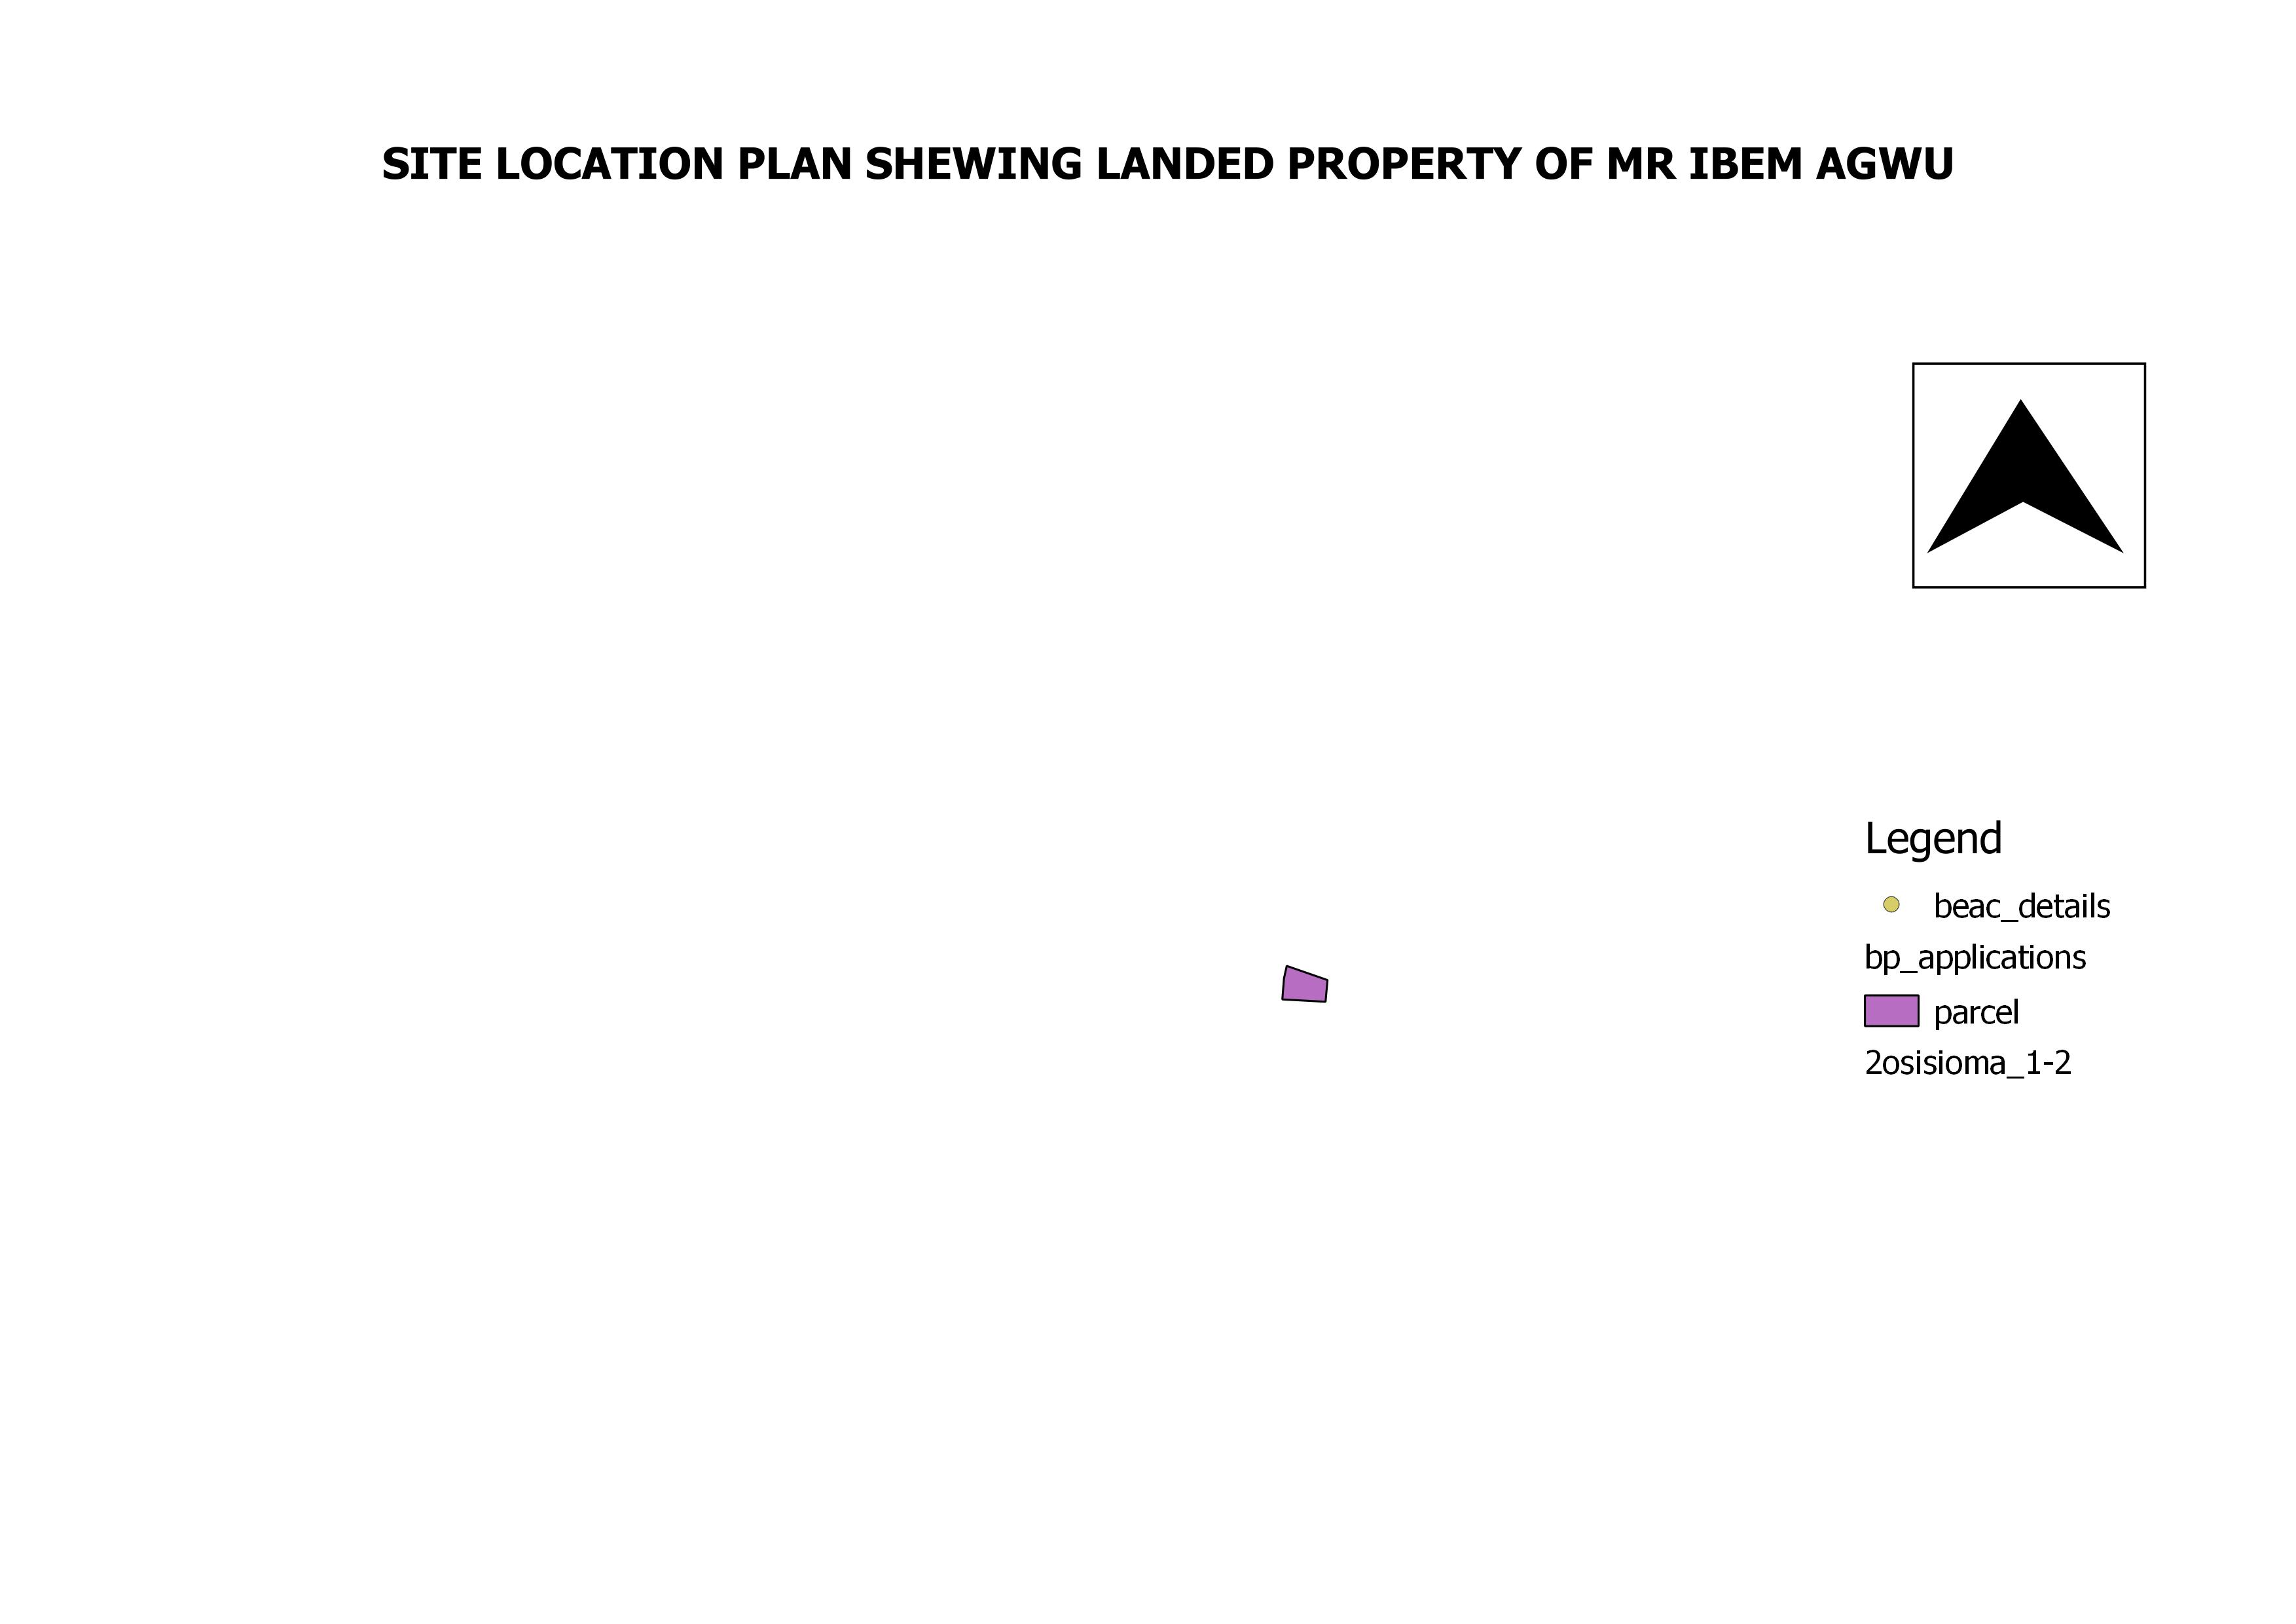 SITE LOCATION PLAN SHEWING LANDED PROPERTY OF MR IBEM AGWU
Legend
beac_details
bp_applications
parcel
2osisioma_1-2